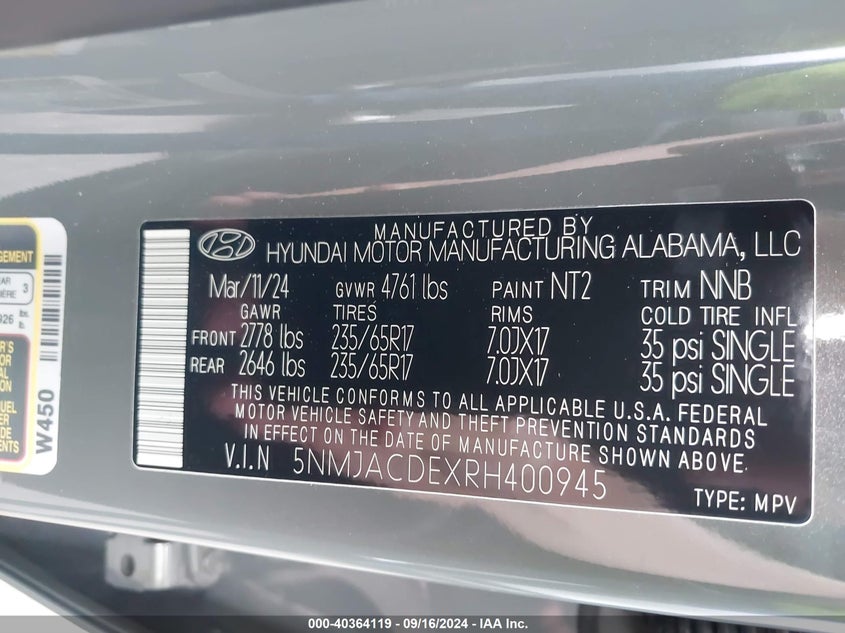 MANUFACTURED BY
HYUNDAI MOTOR MANUFACTURING ALABAMA, LLC
Mar/11/24 GVWR 4761 lbs PAINT NT2 TRIM NNB
GAWR TIRES RIMS COLD TIRE INFL
FRONT 2778 lbs 235/65R17 7.0JX17 35 psi SINGLE
REAR 2646 lbs 235/65R17 7.0JX17 35 psi SINGLE
THIS VEHICLE CONFORMS TO ALL APPLICABLE U.S.A. FEDERAL
MOTOR VEHICLE SAFETY AND THEFT PREVENTION STANDARDS
IN EFFECT ON THE DATE OF MANUFACTURE SHOWN ABOVE.
V.I.N 5NMJACDEXRH400945
TYPE: MPV
W450
3
000-40364119 - 09/16/2024 - IAA Inc.